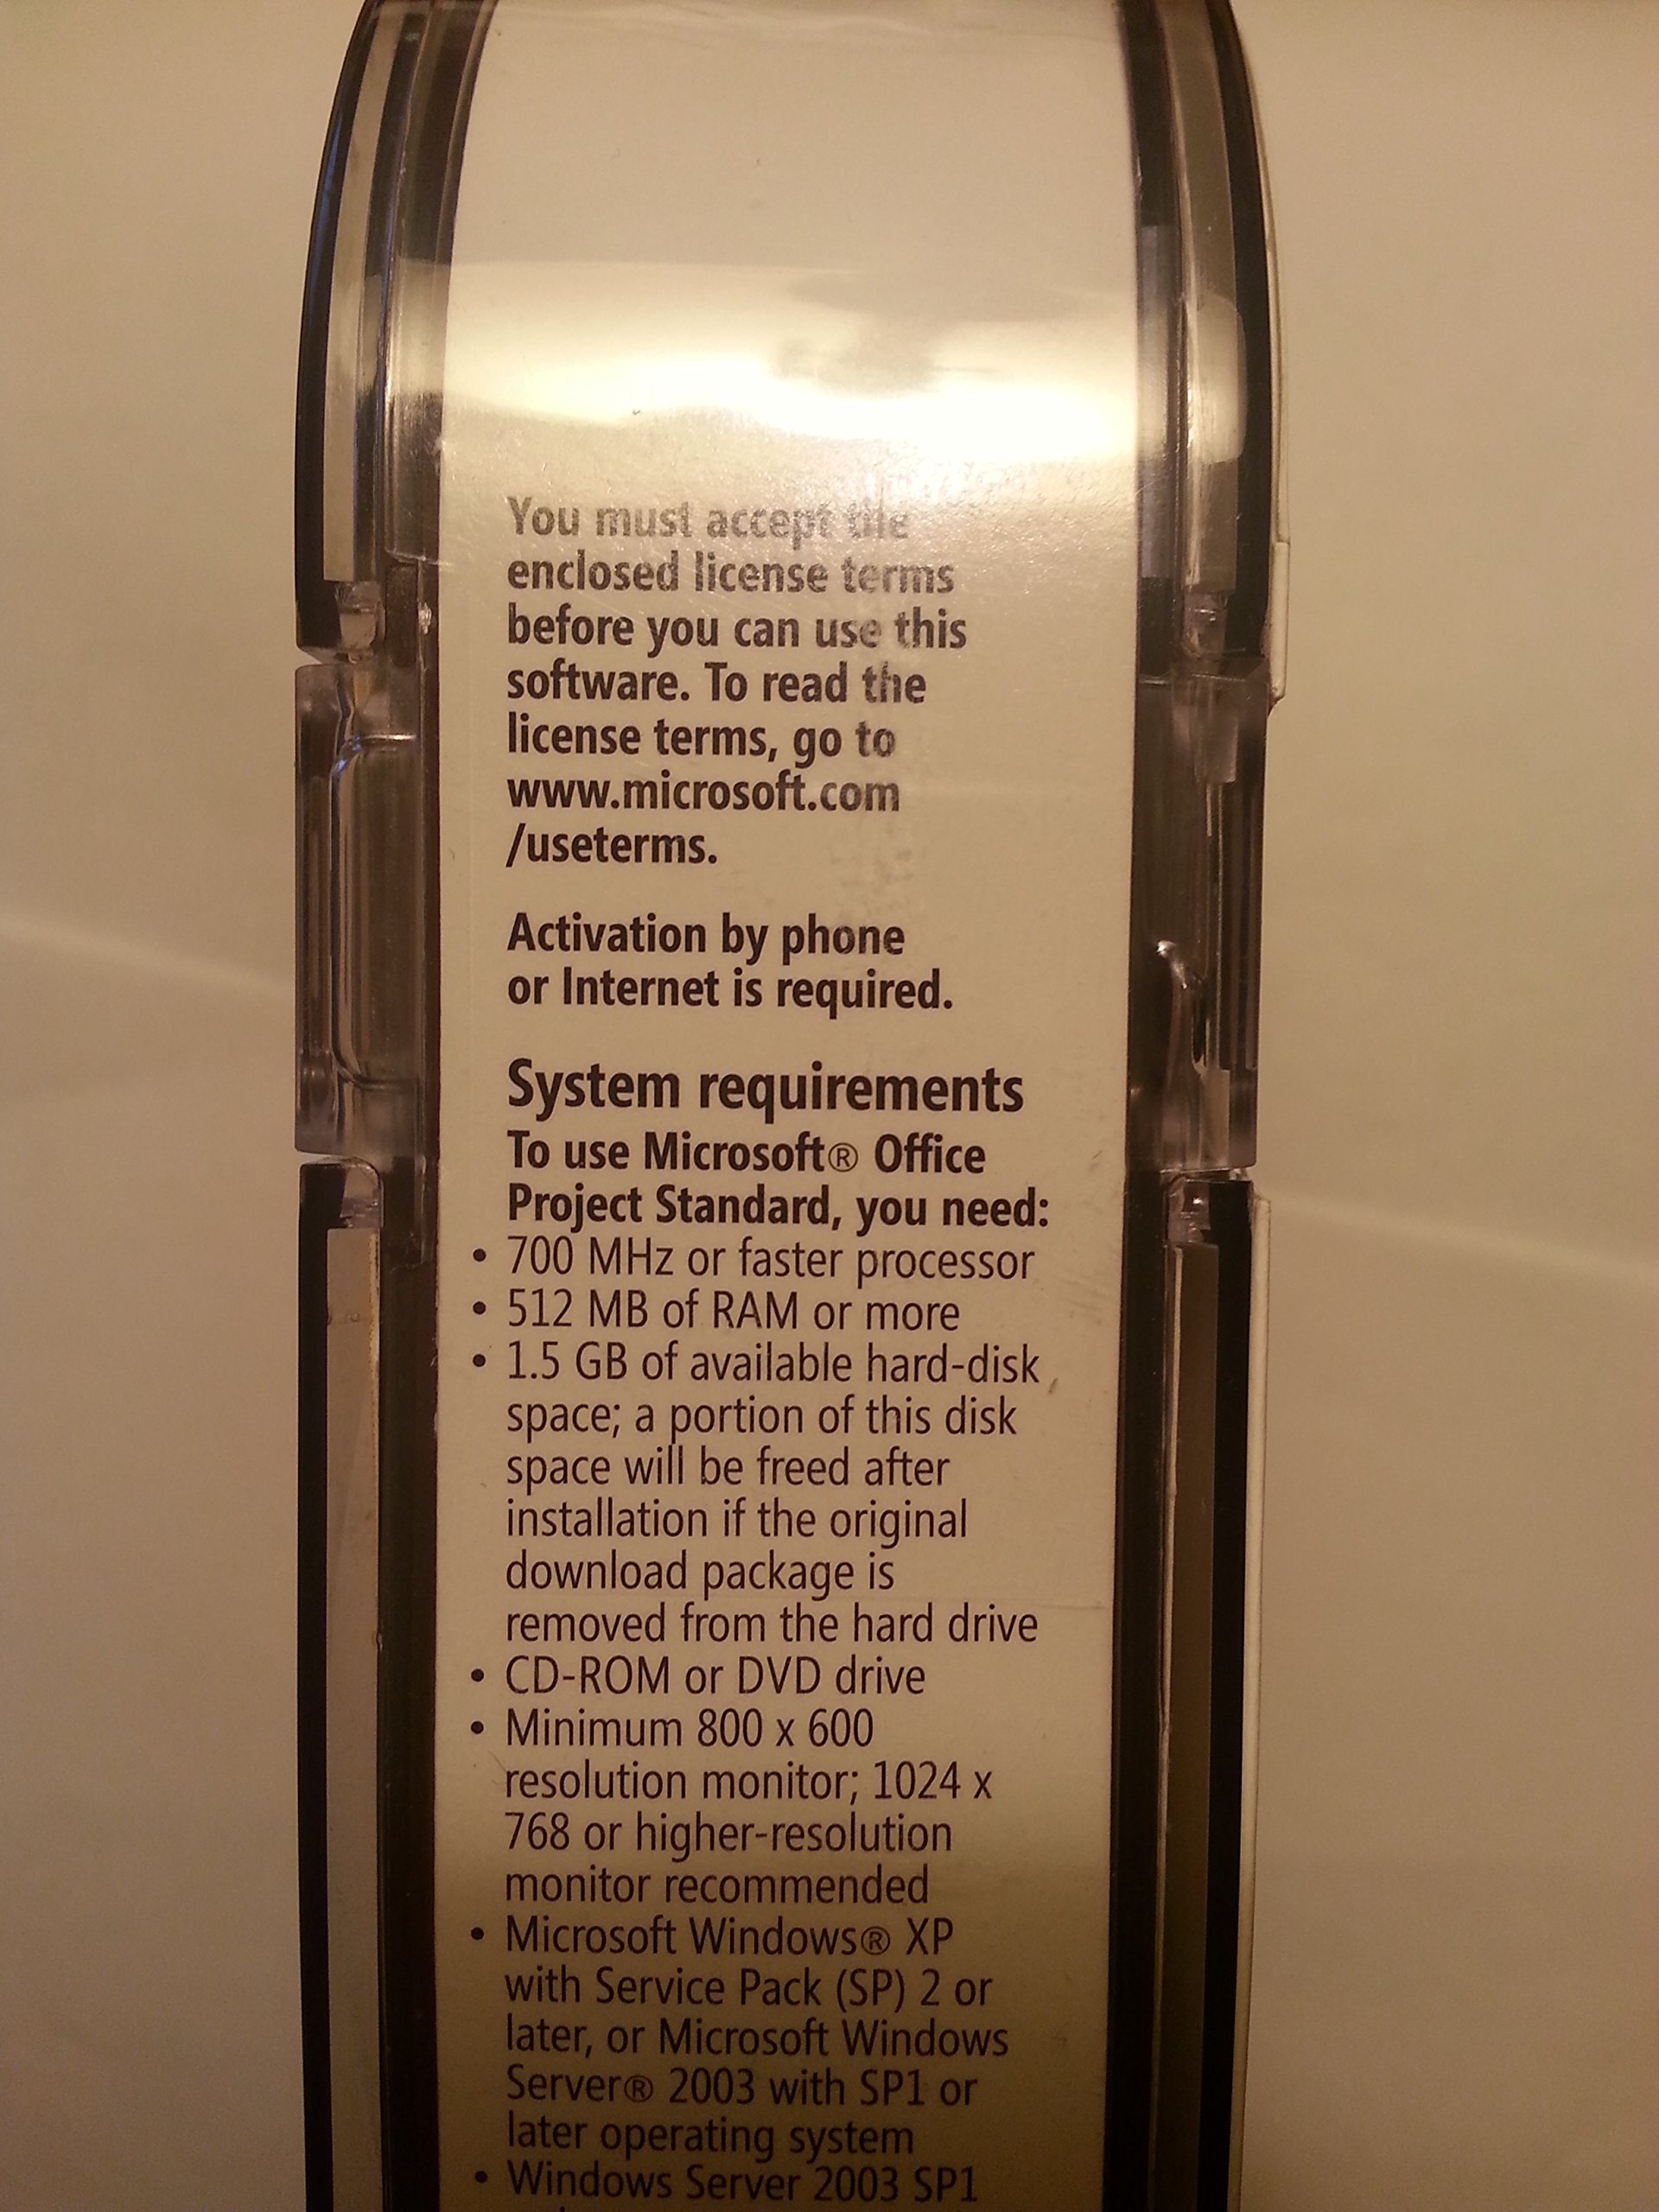 You must accept the
enclosed license terms
before you can use this
software. To read the
license terms, go to
www.microsoft.com
/useterms.
Activation by phone
or Internet is required.
System requirements
To use Microsoft® Office
Project Standard, you need:
• 700 MHz or faster processor
• 512 MB of RAM or more
• 1.5 GB of available hard-disk
space; a portion of this disk
space will be freed after
installation if the original
download package is
removed from the hard drive
• CD-ROM or DVD drive
• Minimum 800 x 600
resolution monitor; 1024 x
768 or higher-resolution
monitor recommended
• Microsoft Windows® XP
with Service Pack (SP) 2 or
later, or Microsoft Windows
Server® 2003 with SP1 or
later operating system
• Windows Server 2003 SP1